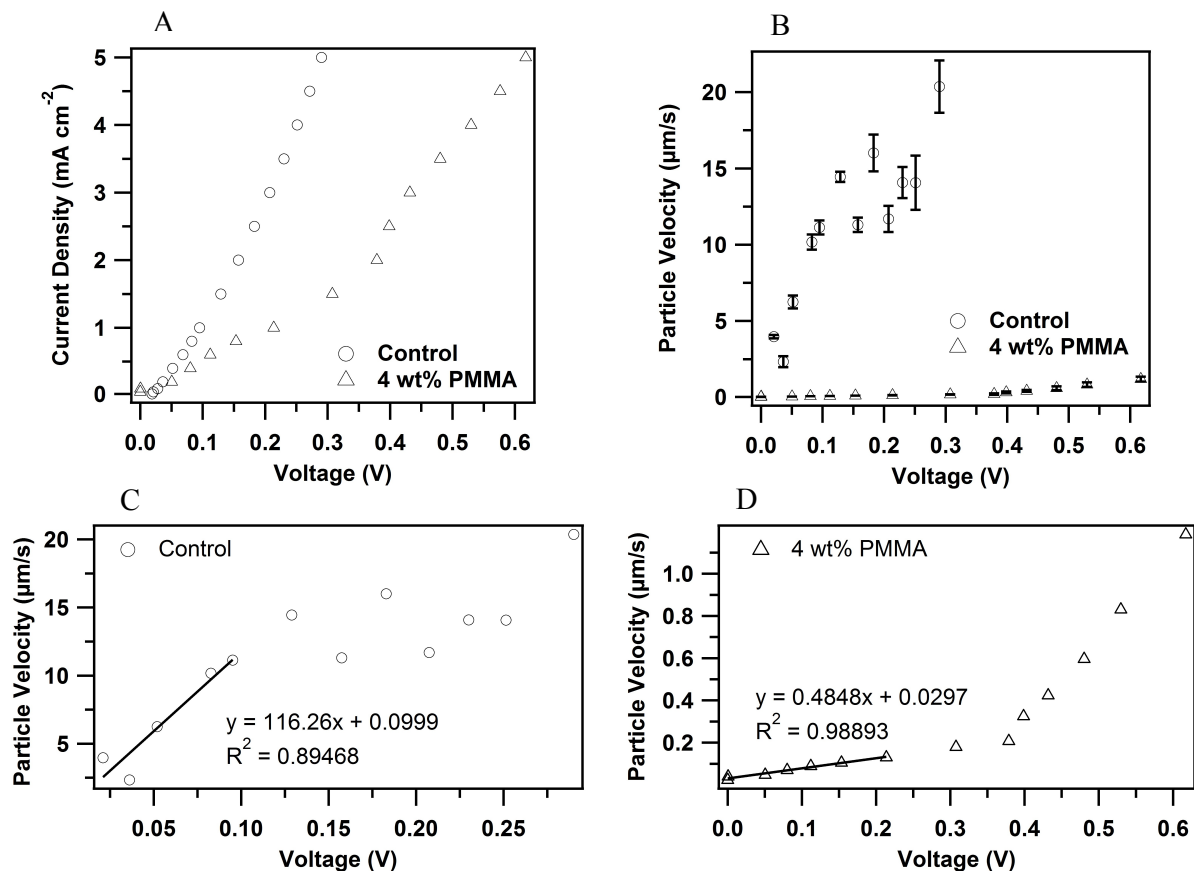 A
5
4
3
2
1
0
Current Density (mA cm⁻²)
Control
4 wt% PMMA
0.0 0.1 0.2 0.3 0.4 0.5 0.6
Voltage (V)
B
20
15
10
5
0
Particle Velocity (µm/s)
Control
4 wt% PMMA
0.0 0.1 0.2 0.3 0.4 0.5 0.6
Voltage (V)
C
20
15
10
5
Particle Velocity (µm/s)
Control
y = 116.26x + 0.0999
R² = 0.89468
0.05 0.10 0.15 0.20 0.25
Voltage (V)
D
1.0
0.8
0.6
0.4
0.2
Particle Velocity (µm/s)
4 wt% PMMA
y = 0.4848x + 0.0297
R² = 0.98893
0.0 0.1 0.2 0.3 0.4 0.5 0.6
Voltage (V)